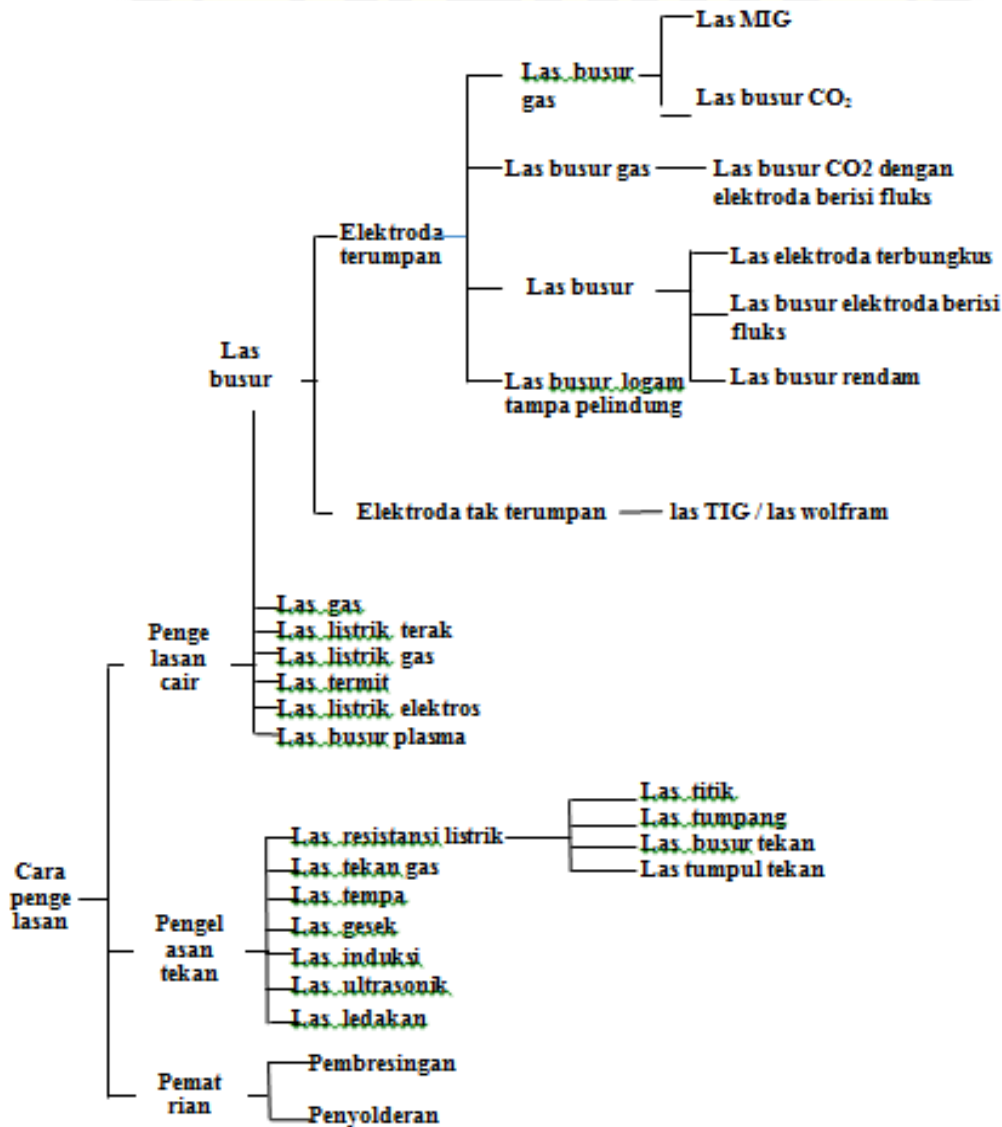 Las MIG
Las busur
gas
Las busur CO₂
Las busur gas
Las busur CO2 dengan
elektroda berisi fluks
Elektroda
terumpan
Las elektroda terbungkus
Las busur
Las busur elektroda berisi
fluks
Las
busur
Las busur logam
tampa pelindung
Las busur rendam
Elektroda tak terumpan
las TIG / las wolfram
Las gas
Las listrik terak
Las listrik gas
Las termit
Las listrik elektros
Las busur plasma
Penge
lasan
cair
Las titik
Las tumpang
Las busur tekan
Las tumpul tekan
Las resistansi listrik
Las tekan gas
Las tempa
Las gesek
Las induksi
Las ultrasonik
Las ledakan
Cara
penge
lasan
Pengel
asan
tekan
Pembresingan
Pemat
rian
Penyolderan